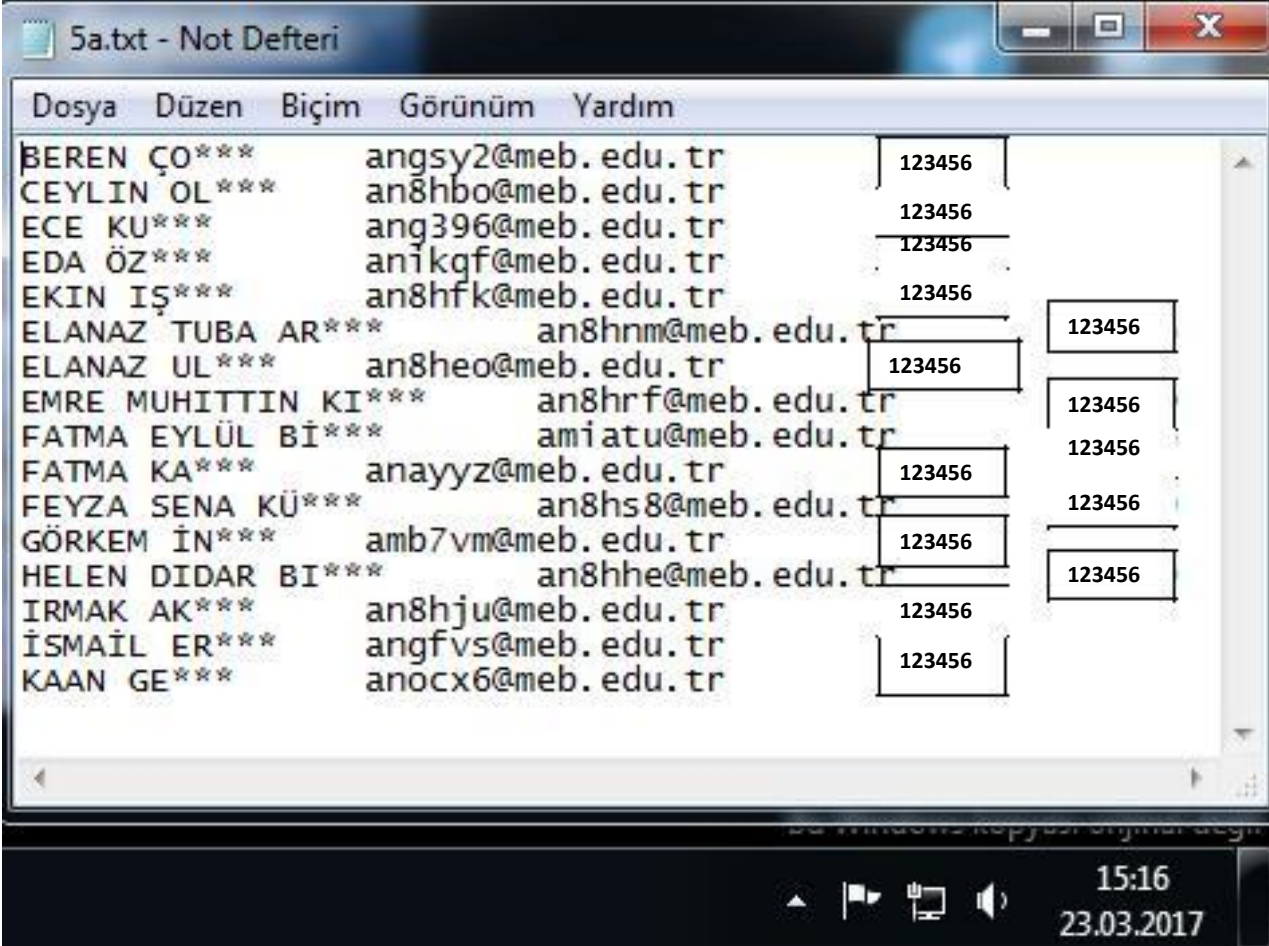 5a.txt - Not Defteri
Dosya Düzen Biçim Görünüm Yardım
BEREN ÇO*** angsy2@meb.edu.tr 123456
CEYLIN OL*** an8hbo@meb.edu.tr
ECE KU*** ang396@meb.edu.tr 123456
EDA ÖZ*** anikgf@meb.edu.tr 123456
EKIN IŞ*** an8hfk@meb.edu.tr 123456
ELANAZ TUBA AR*** an8hnm@meb.edu.tr 123456
ELANAZ UL*** an8heo@meb.edu.tr 123456
EMRE MUHITTIN KI*** an8hrf@meb.edu.tr 123456
FATMA EYLÜL Bİ*** amiatu@meb.edu.tr 123456
FATMA KA*** anayyz@meb.edu.tr 123456
FEYZA SENA KÜ*** an8hs8@meb.edu.tr 123456
GÖRKEM İN*** amb7vm@meb.edu.tr 123456
HELEN DIDAR BI*** an8hhe@meb.edu.tr 123456
IRMAK AK*** an8hju@meb.edu.tr 123456
İSMAİL ER*** angfvs@meb.edu.tr 123456
KAAN GE*** anocx6@meb.edu.tr
Bu Windows kopyası orijinal değil
15:16
23.03.2017